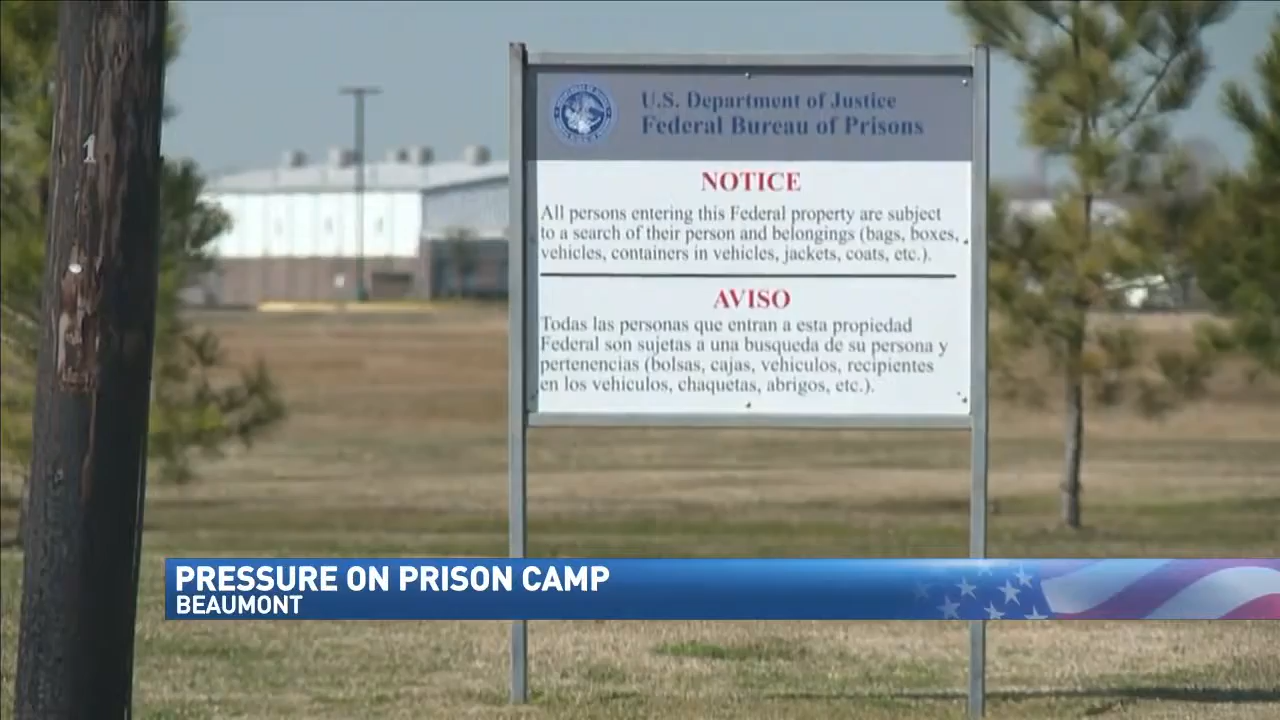 1
U.S. Department of Justice
Federal Bureau of Prisons
NOTICE
All persons entering this Federal property are subject
to a search of their person and belongings (bags, boxes,
vehicles, containers in vehicles, jackets, coats, etc.).
AVISO
Todas las personas que entran a esta propiedad
Federal son sujetas a una busqueda de su persona y
pertenencias (bolsas, cajas, vehiculos, recipientes
en los vehiculos, chaquetas, abrigos, etc.).
PRESSURE ON PRISON CAMP
BEAUMONT